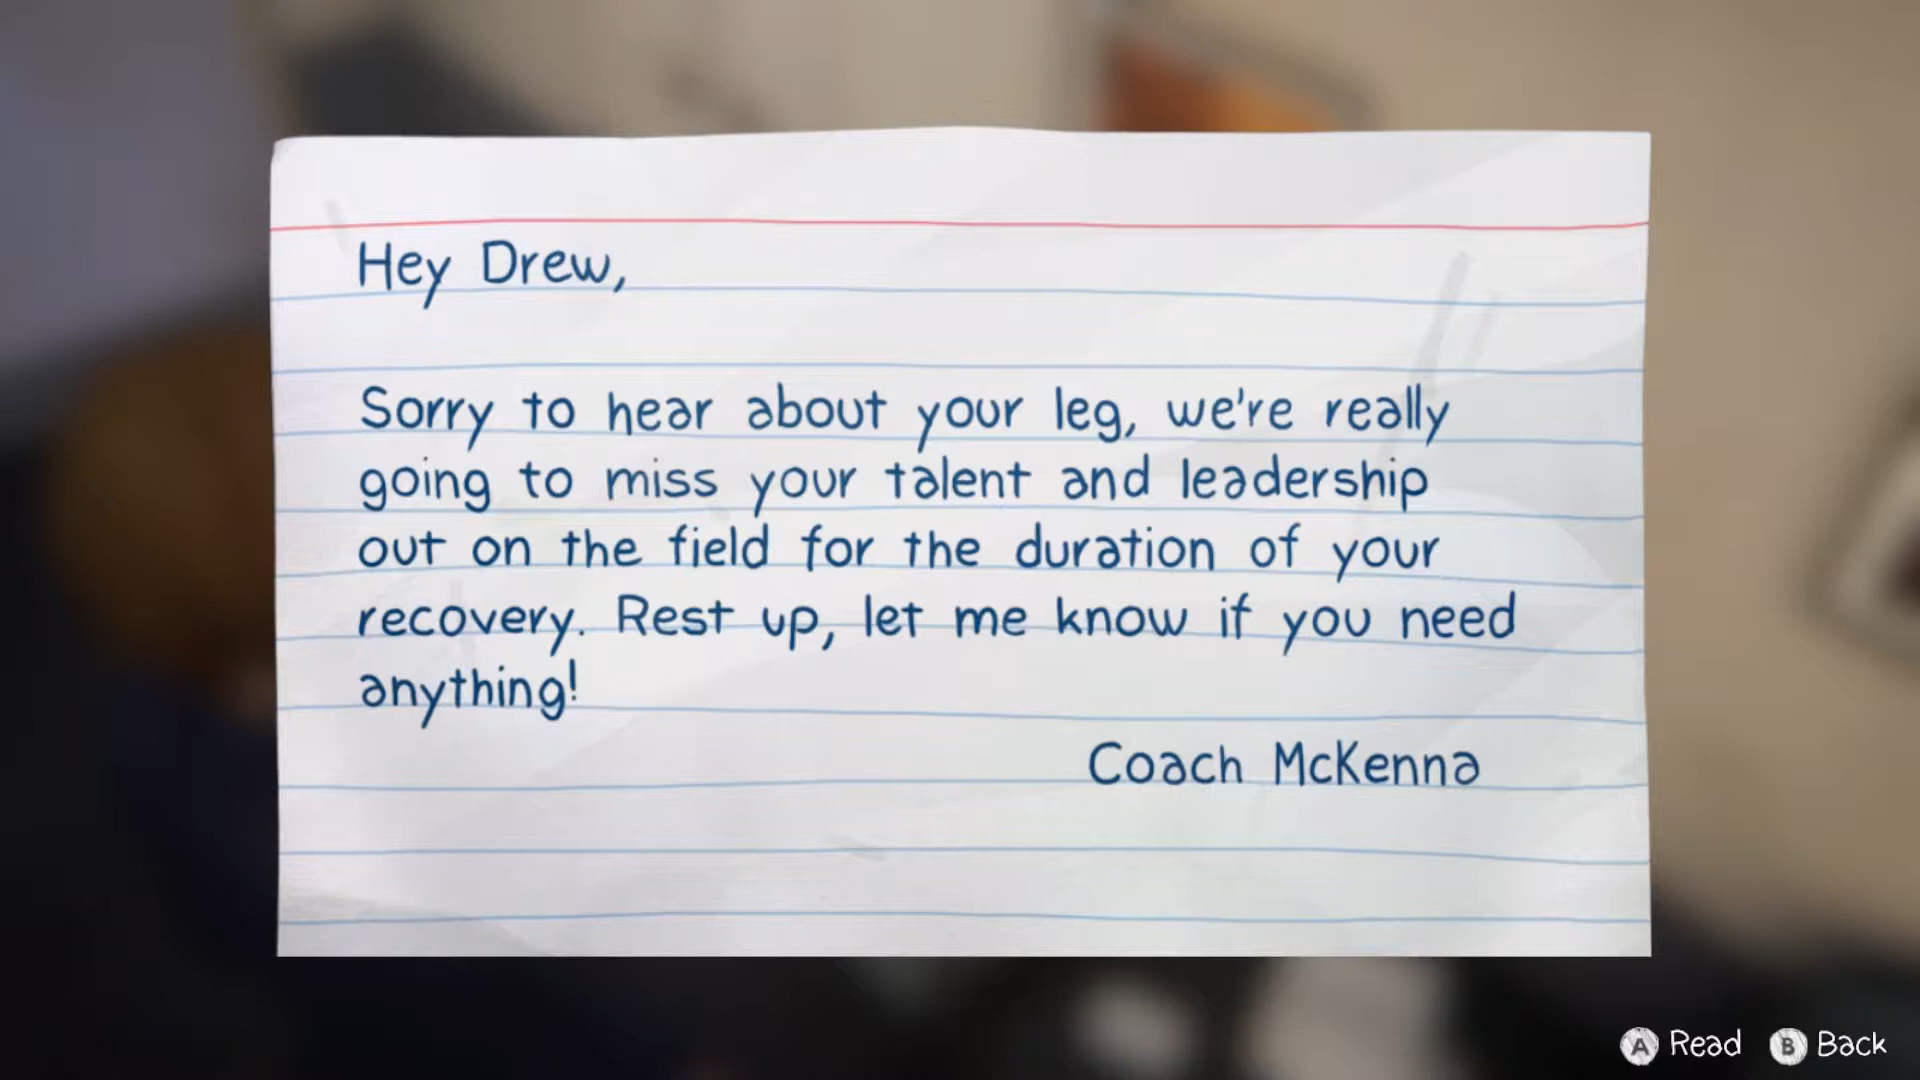 Hey Drew,
Sorry to hear about your leg, we're really
going to miss your talent and leadership
out on the field for the duration of your
recovery. Rest up, let me know if you need
anything!
Coach McKenna
A Read B Back